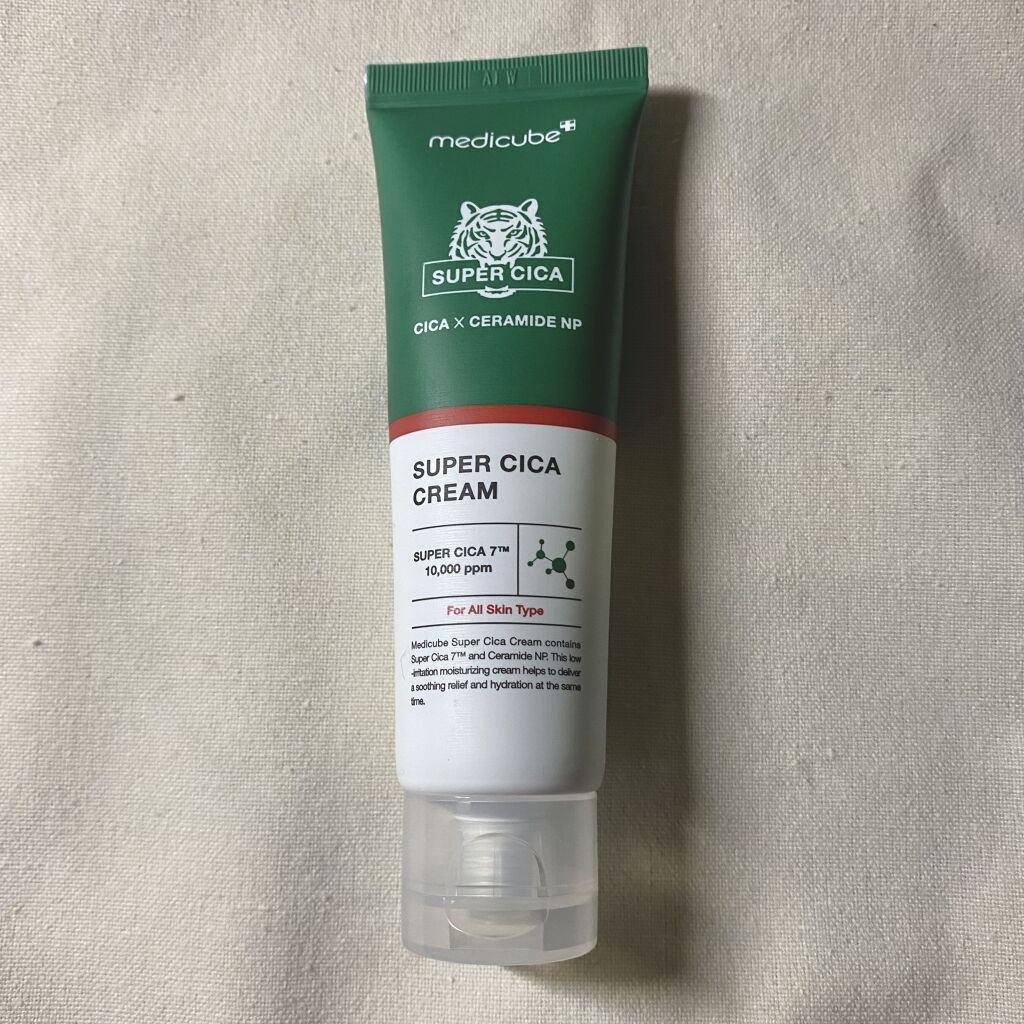 medicube
SUPER CICA
CICA X CERAMIDE NP
SUPER CICA
CREAM
SUPER CICA 7™
10,000 ppm
For All Skin Type
Medicube Super Cica Cream contains
Super Cica 7™ and Ceramide NP. This low
-irritation moisturizing cream helps to deliver
a soothing relief and hydration at the same
time.